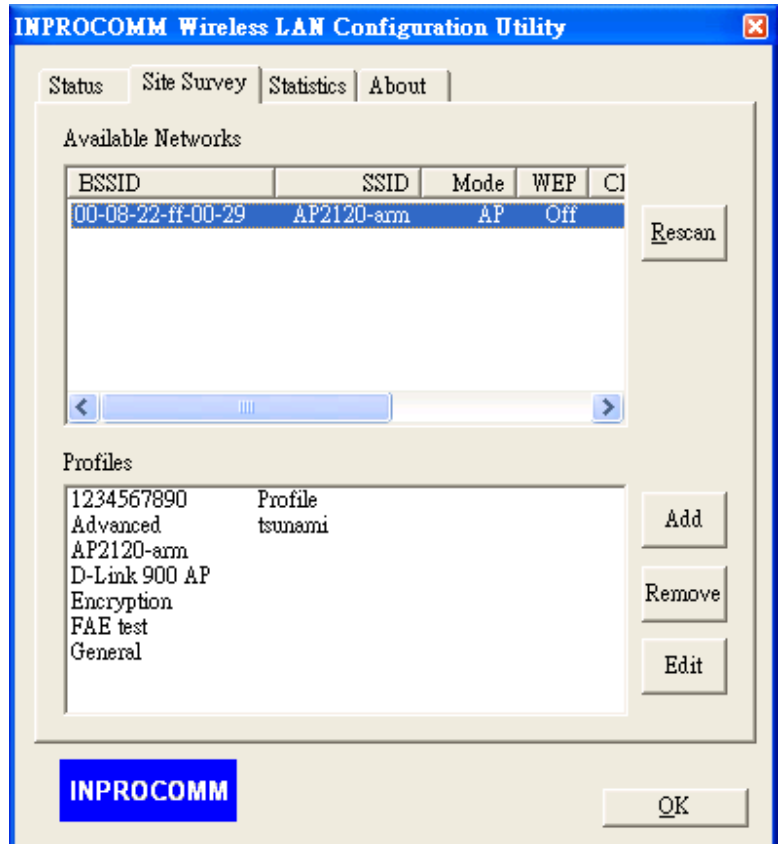 INPROCOMM Wireless LAN Configuration Utility
Status Site Survey Statistics About
Available Networks
BSSID SSID Mode WEP
00-08-22-ff-00-29 AP2120-arm AP Off
Rescan
Profiles
1234567890 Profile
Advanced tsunami
AP2120-arm
D-Link 900 AP
Encryption
FAE test
General
Add
Remove
Edit
INPROCOMM
OK